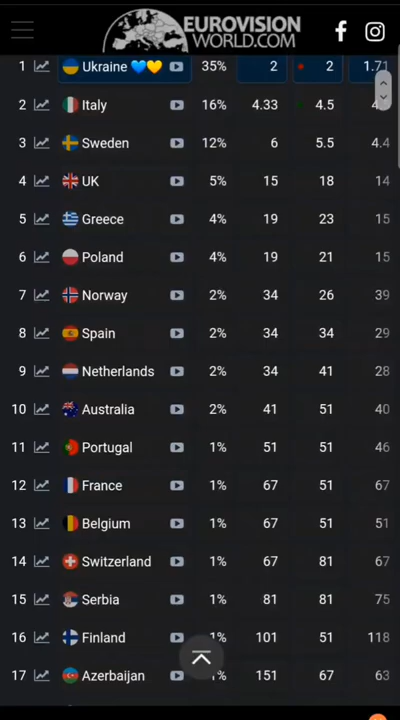 EUROVISION
WORLD.COM
1 Ukraine 💙💛 35% 2 2 1.71
2 Italy 16% 4.33 4.5
3 Sweden 12% 6 5.5 4.4
4 UK 5% 15 18 14
5 Greece 4% 19 23 15
6 Poland 4% 19 21 15
7 Norway 2% 34 26 39
8 Spain 2% 34 34 29
9 Netherlands 2% 34 41 28
10 Australia 2% 41 51 40
11 Portugal 1% 51 51 46
12 France 1% 67 51 67
13 Belgium 1% 67 51 51
14 Switzerland 1% 67 81 67
15 Serbia 1% 81 81 75
16 Finland 1% 101 51 118
17 Azerbaijan 1% 151 67 63